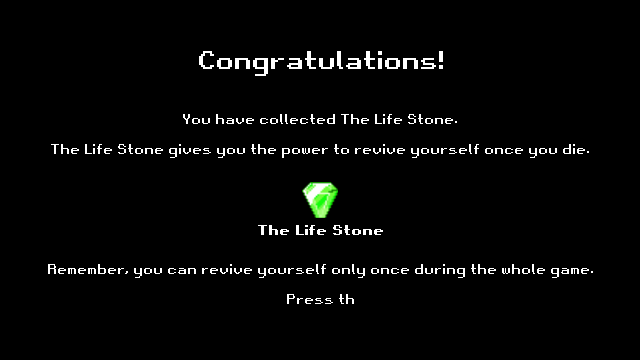 Congratulations!
You have collected The Life Stone.
The Life Stone gives you the power to revive yourself once you die.
The Life Stone
Remember, you can revive yourself only once during the whole game.
Press th